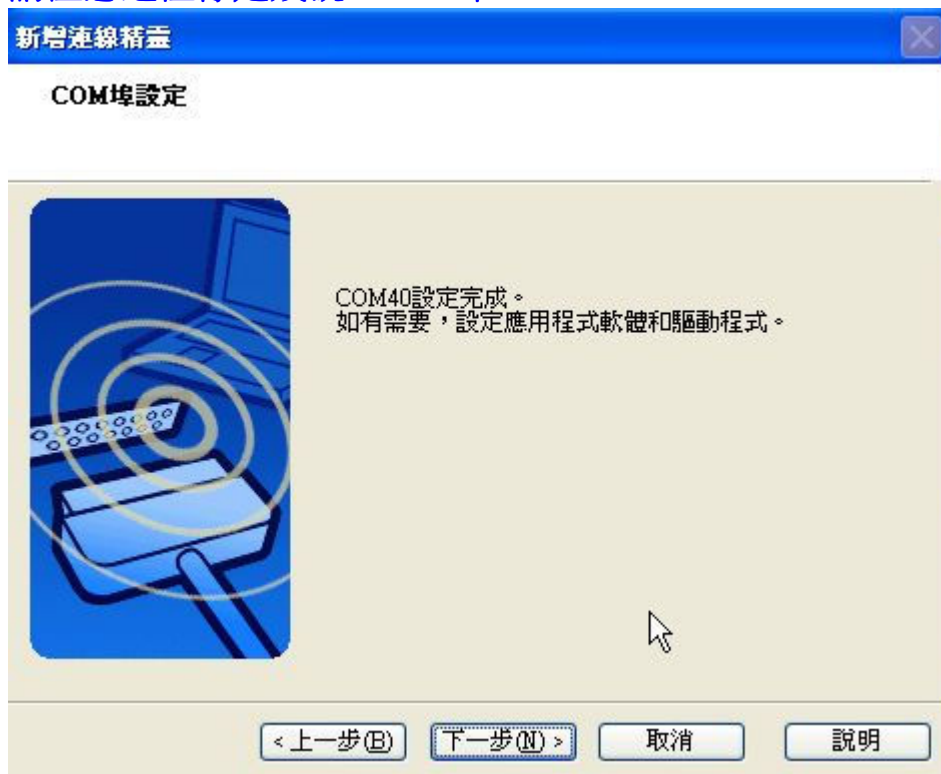 新增連線精靈
COM埠設定
COM40設定完成。
如有需要，設定應用程式軟體和驅動程式。
<上一步(B)
下一步(N)>
取消
說明